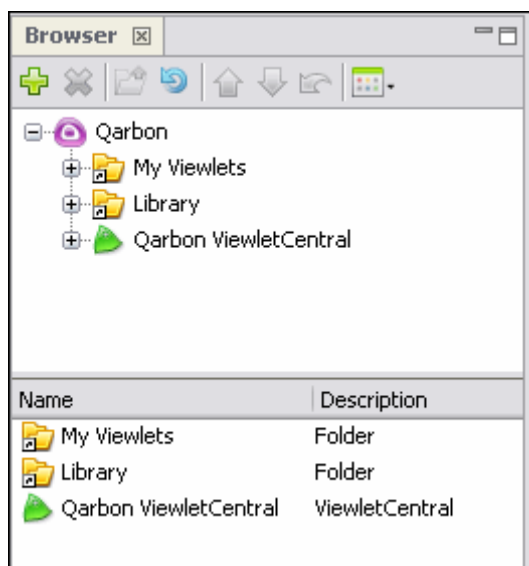 Browser
Qarbon
My Viewlets
Library
Qarbon ViewletCentral
Name Description
My Viewlets Folder
Library Folder
Qarbon ViewletCentral ViewletCentral